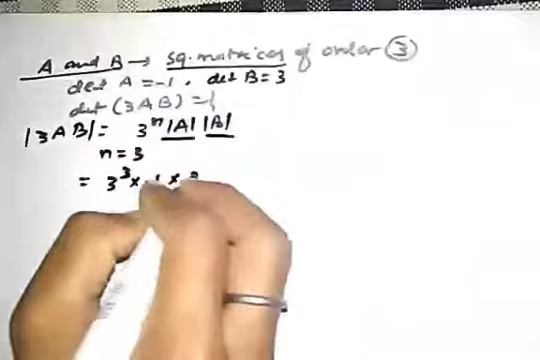 A and B → sq. matrices of order 3
det A = -1, det B = 3
det (3AB) =
|3AB| = 3ⁿ |A| |B|
n = 3
= 3³ ×